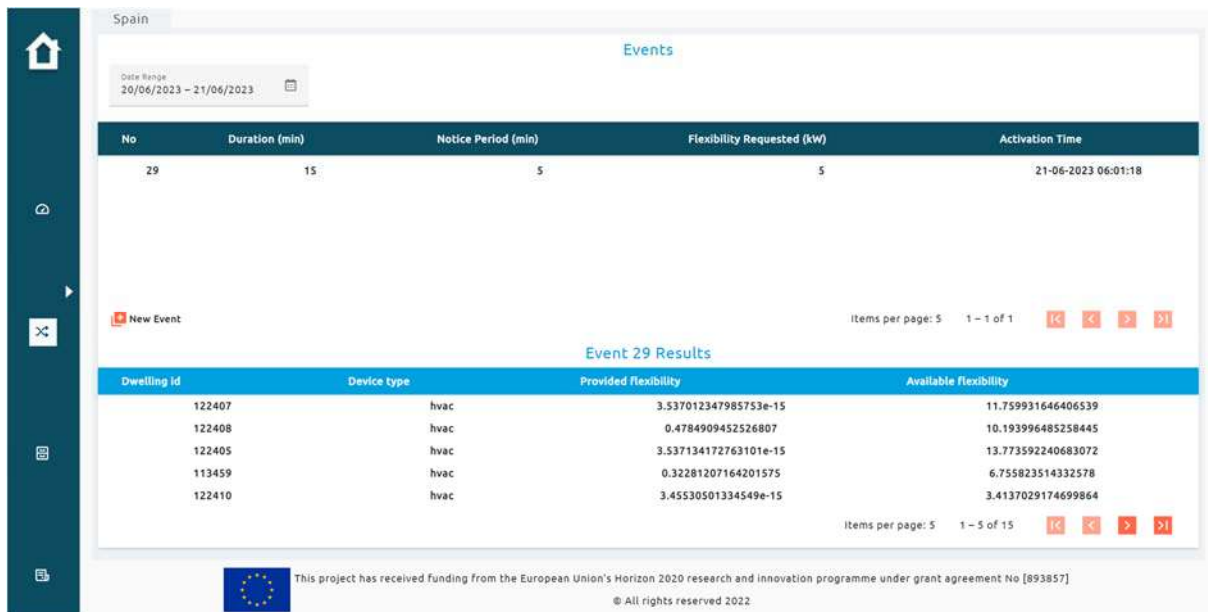 Spain
Events
Date Range
20/06/2023 – 21/06/2023
No Duration (min) Notice Period (min) Flexibility Requested (kW) Activation Time
29 15 5 5 21-06-2023 06:01:18
New Event Items per page: 5 1 – 1 of 1
Event 29 Results
Dwelling id Device type Provided flexibility Available flexibility
122407 hvac 3.537012347985753e-15 11.759931646406539
122408 hvac 0.4784909452526807 10.193996485258445
122405 hvac 3.537134172763101e-15 13.773592240683072
113459 hvac 0.32281207164201575 6.755823514332578
122410 hvac 3.45530501334549e-15 3.4137029174699864
Items per page: 5 1 – 5 of 15
This project has received funding from the European Union's Horizon 2020 research and innovation programme under grant agreement No [893857]
© All rights reserved 2022